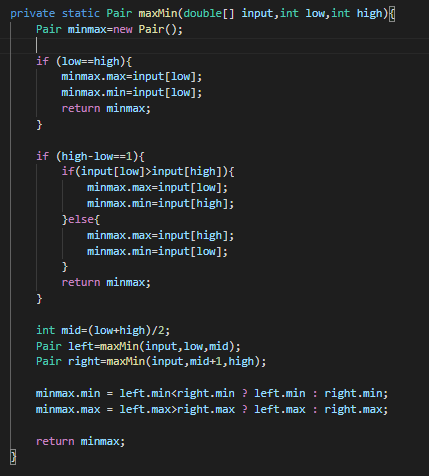 private static Pair maxMin(double[] input,int low,int high){
Pair minmax=new Pair();
if (low==high){
minmax.max=input[low];
minmax.min=input[low];
return minmax;
}
if (high-low==1){
if(input[low]>input[high]){
minmax.max=input[low];
minmax.min=input[high];
}else{
minmax.max=input[high];
minmax.min=input[low];
}
return minmax;
}
int mid=(low+high)/2;
Pair left=maxMin(input,low,mid);
Pair right=maxMin(input,mid+1,high);
minmax.min = left.min<right.min ? left.min : right.min;
minmax.max = left.max>right.max ? left.max : right.max;
return minmax;
}